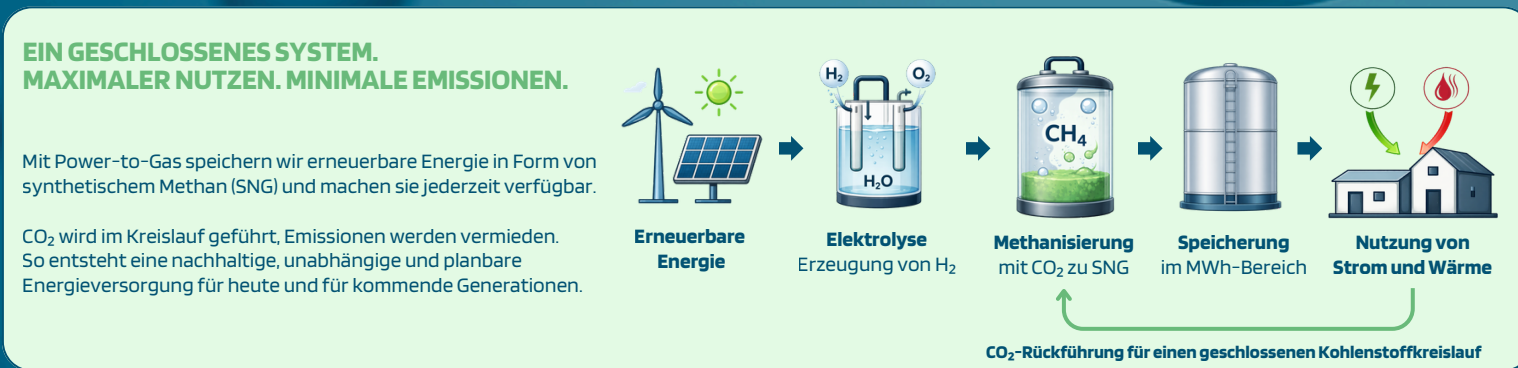 EIN GESCHLOSSENES SYSTEM.
MAXIMALER NUTZEN. MINIMALE EMISSIONEN.
Mit Power-to-Gas speichern wir erneuerbare Energie in Form von
synthetischem Methan (SNG) und machen sie jederzeit verfügbar.
CO₂ wird im Kreislauf geführt, Emissionen werden vermieden.
So entsteht eine nachhaltige, unabhängige und planbare
Energieversorgung für heute und für kommende Generationen.
Erneuerbare
Energie
H₂
O₂
H₂O
Elektrolyse
Erzeugung von H₂
CH₄
Methanisierung
mit CO₂ zu SNG
Speicherung
im MWh-Bereich
Nutzung von
Strom und Wärme
CO₂-Rückführung für einen geschlossenen Kohlenstoffkreislauf